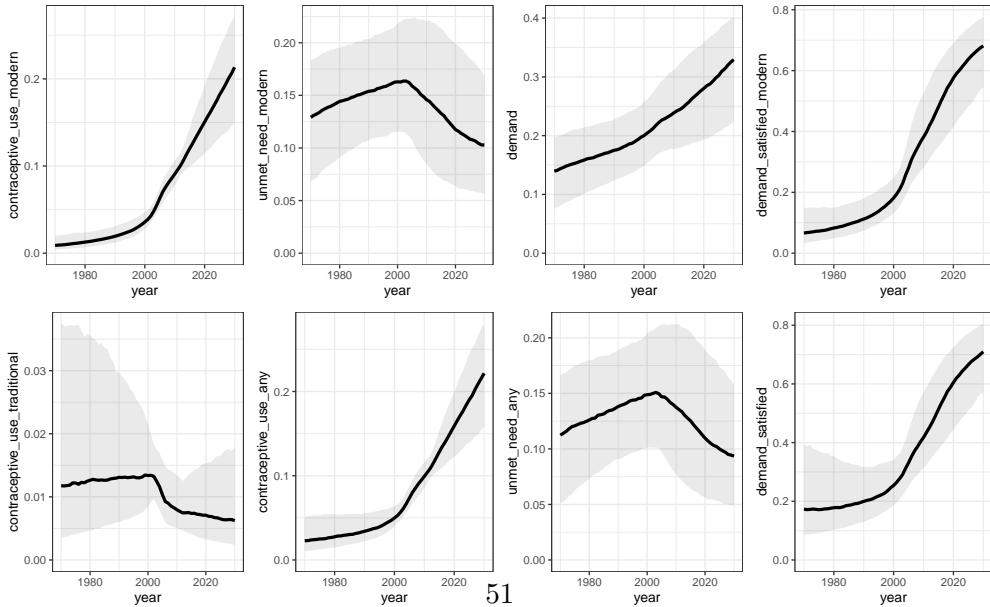 contraceptive_use_modern
0.2
0.1
0.0
1980 2000 2020
year
unmet_need_modern
0.20
0.15
0.10
0.05
0.00
1980 2000 2020
year
demand
0.4
0.3
0.2
0.1
0.0
1980 2000 2020
year
demand_satisfied_modern
0.8
0.6
0.4
0.2
0.0
1980 2000 2020
year
contraceptive_use_traditional
0.03
0.02
0.01
0.00
1980 2000 2020
year
contraceptive_use_any
0.2
0.1
0.0
1980 2000 2020
year
unmet_need_any
0.20
0.15
0.10
0.05
0.00
1980 2000 2020
year
demand_satisfied
0.8
0.6
0.4
0.2
0.0
1980 2000 2020
year
51